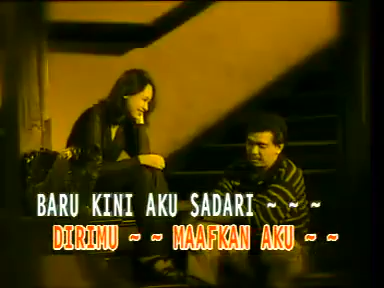 BARU KINI AKU SADARI ~ ~ ~
DIRIMU ~ ~ MAAFKAN AKU ~ ~